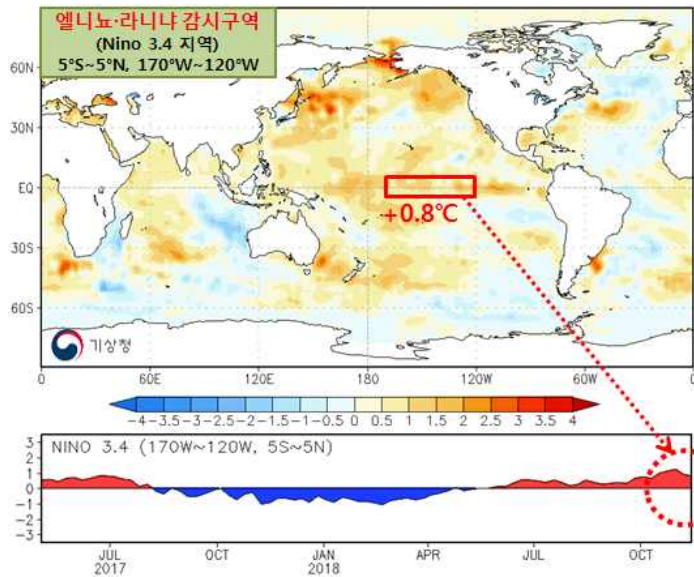 엘니뇨·라니냐 감시구역
(Nino 3.4 지역)
5°S~5°N, 170°W~120°W
60N
30N
EQ
30S
60S
+0.8℃
기상청
0 60E 120E 180 120W 60W 0
-4 -3.5 -3 -2.5 -2 -1.5 -1 -0.5 0 0.5 1 1.5 2 2.5 3 3.5 4
NINO 3.4 (170W~120W, 5S~5N)
3
2
1
0
-1
-2
-3
JUL OCT JAN APR JUL OCT
2017 2018